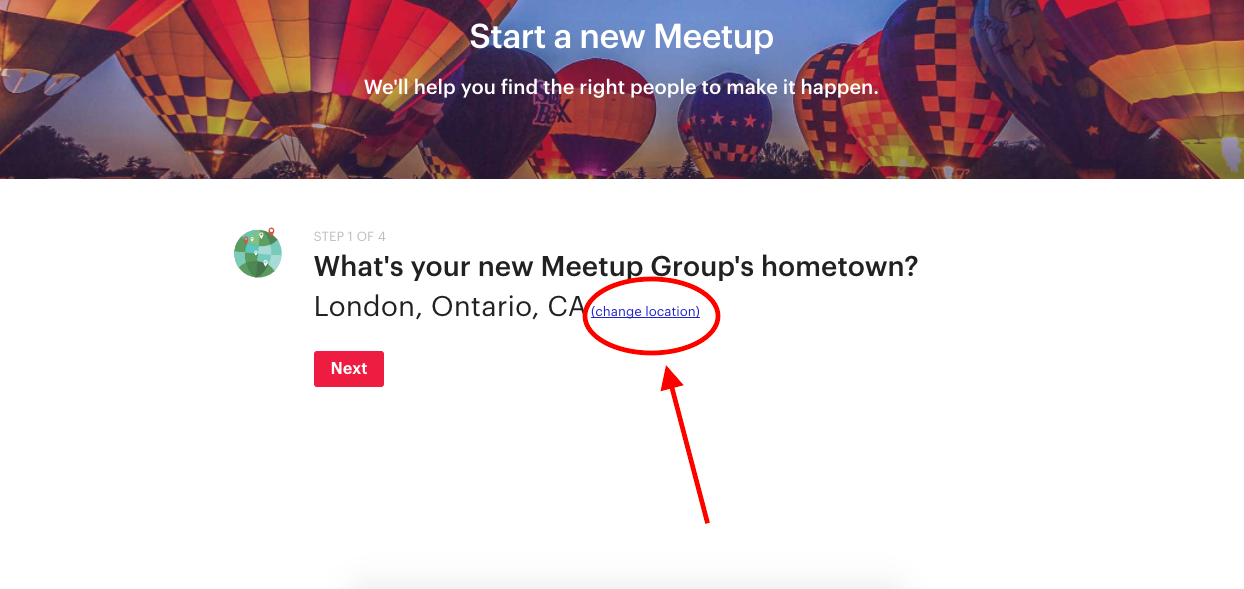 Start a new Meetup
We'll help you find the right people to make it happen.
STEP 1 OF 4
What's your new Meetup Group's hometown?
London, Ontario, CA (change location)
Next